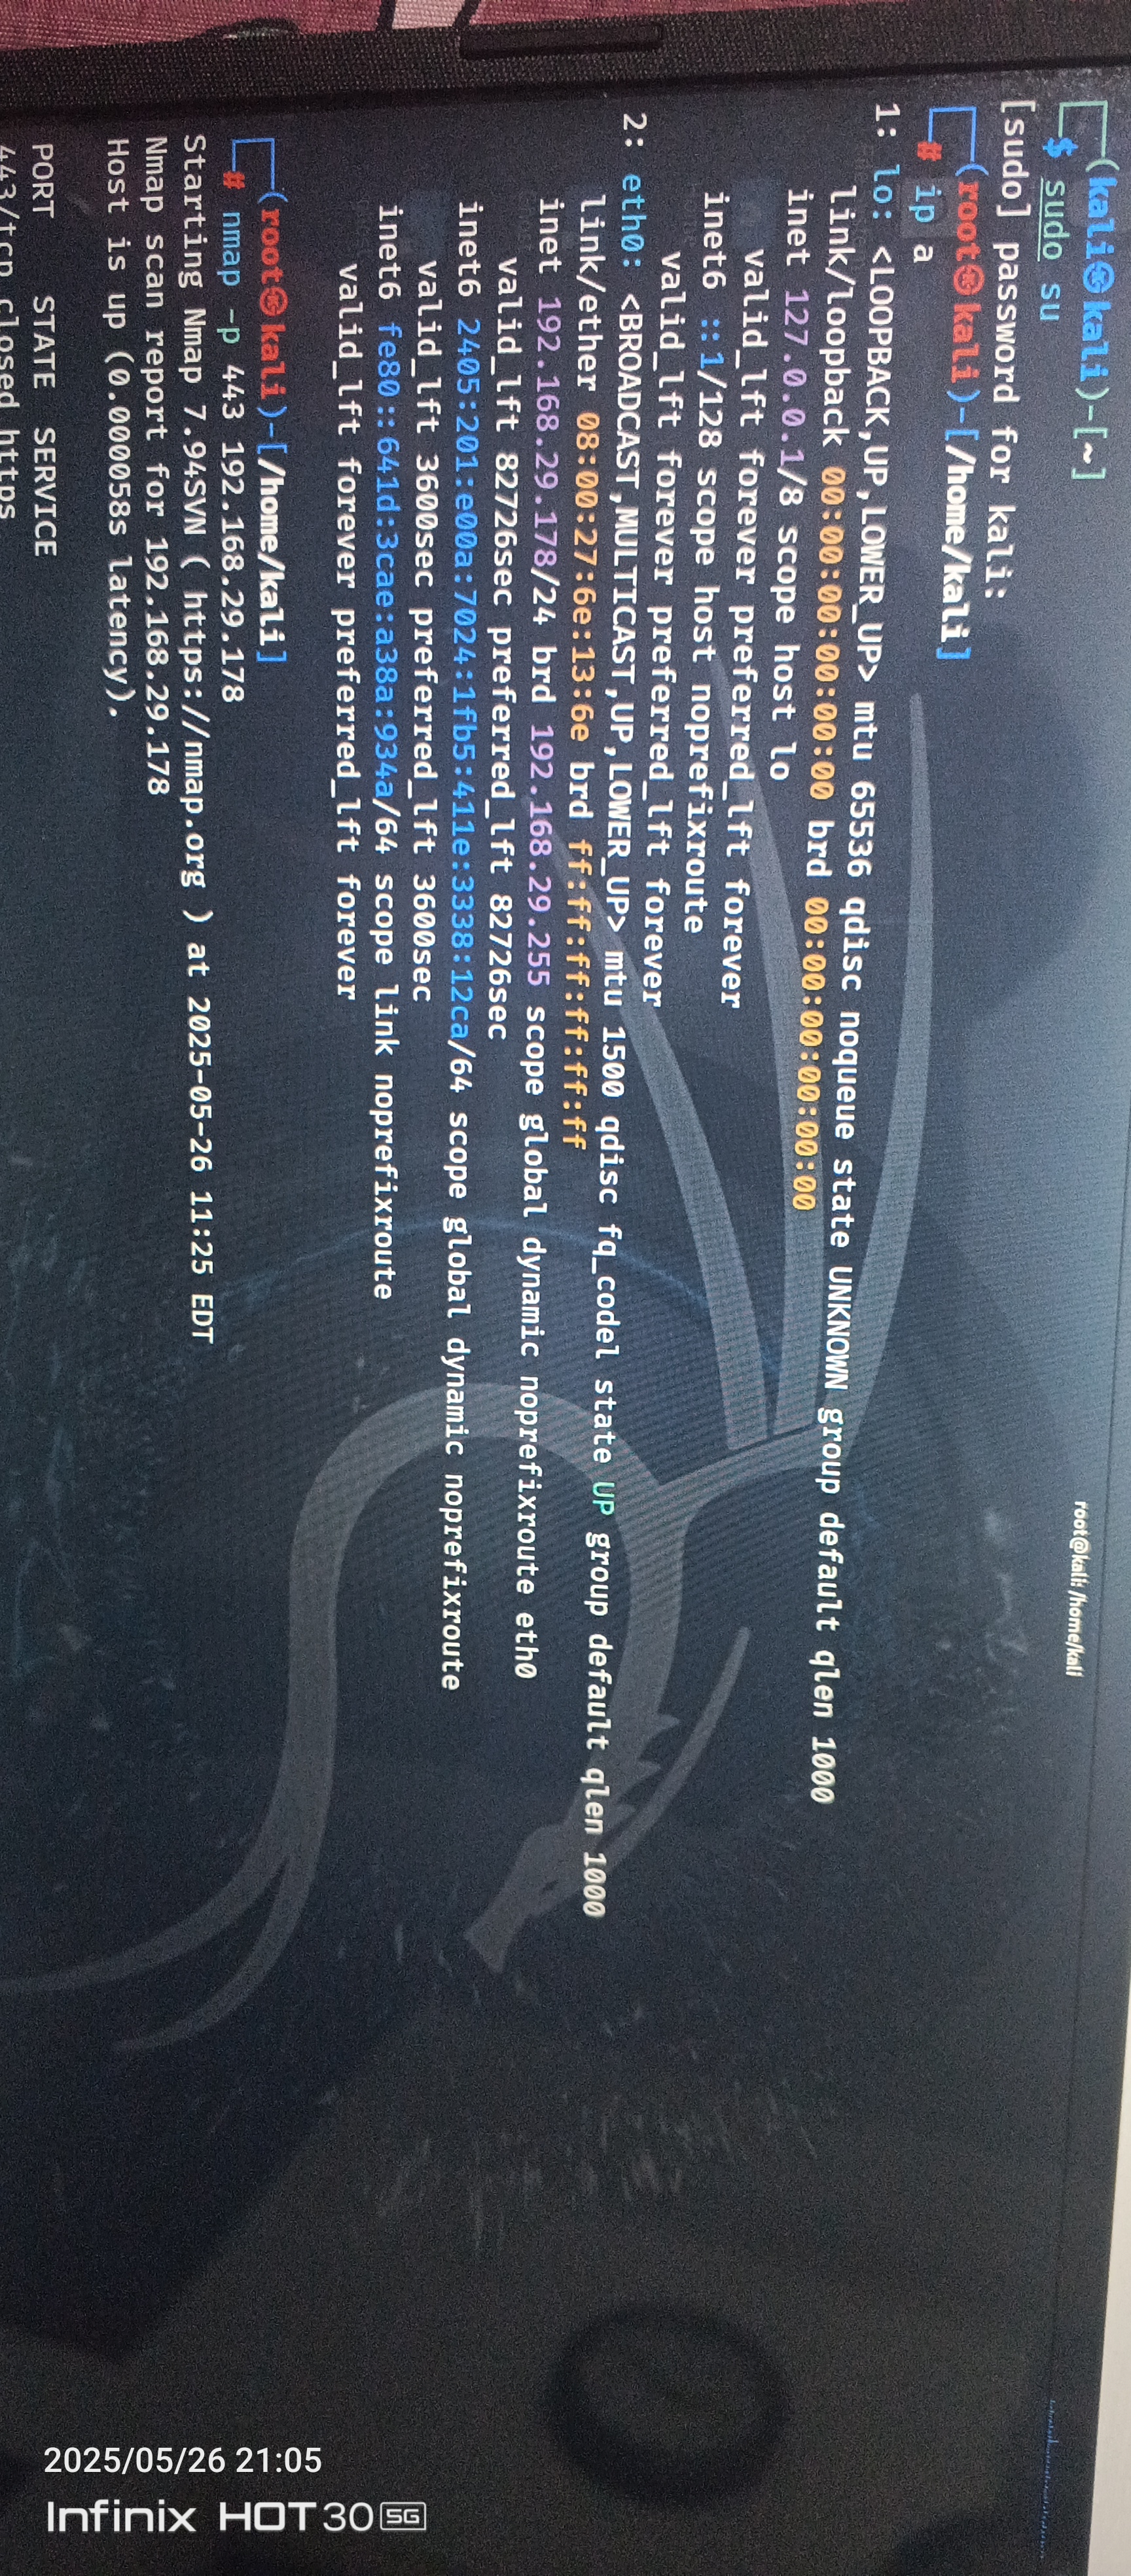 root@kali: /home/kali
┌──(kali㉿kali)-[~]
└─$ sudo su
[sudo] password for kali:
┌──(root㉿kali)-[/home/kali]
└─# ip a
1: lo: <LOOPBACK,UP,LOWER_UP> mtu 65536 qdisc noqueue state UNKNOWN group default qlen 1000
link/loopback 00:00:00:00:00:00 brd 00:00:00:00:00:00
inet 127.0.0.1/8 scope host lo
valid_lft forever preferred_lft forever
inet6 ::1/128 scope host noprefixroute
valid_lft forever preferred_lft forever
2: eth0: <BROADCAST,MULTICAST,UP,LOWER_UP> mtu 1500 qdisc fq_codel state UP group default qlen 1000
link/ether 08:00:27:6e:13:6e brd ff:ff:ff:ff:ff:ff
inet 192.168.29.178/24 brd 192.168.29.255 scope global dynamic noprefixroute eth0
valid_lft 82726sec preferred_lft 82726sec
inet6 2405:201:e00a:7024:1fb5:411e:3338:12ca/64 scope global dynamic noprefixroute
valid_lft 3600sec preferred_lft 3600sec
inet6 fe80::641d:3cae:a38a:934a/64 scope link noprefixroute
valid_lft forever preferred_lft forever
┌──(root㉿kali)-[/home/kali]
└─# nmap -p 443 192.168.29.178
Starting Nmap 7.94SVN ( https://nmap.org ) at 2025-05-26 11:25 EDT
Nmap scan report for 192.168.29.178
Host is up (0.000058s latency).
PORT STATE SERVICE
443/tcp closed https
2025/05/26 21:05
Infinix HOT 30 5G